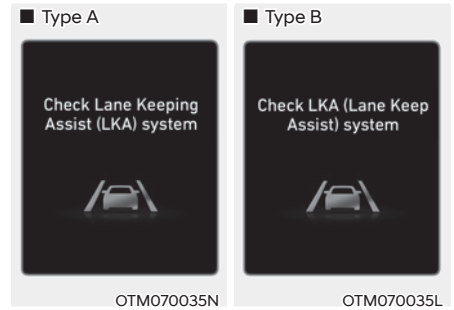 ■ Type A
Check Lane Keeping
Assist (LKA) system
OTM070035N
■ Type B
Check LKA (Lane Keep
Assist) system
OTM070035L